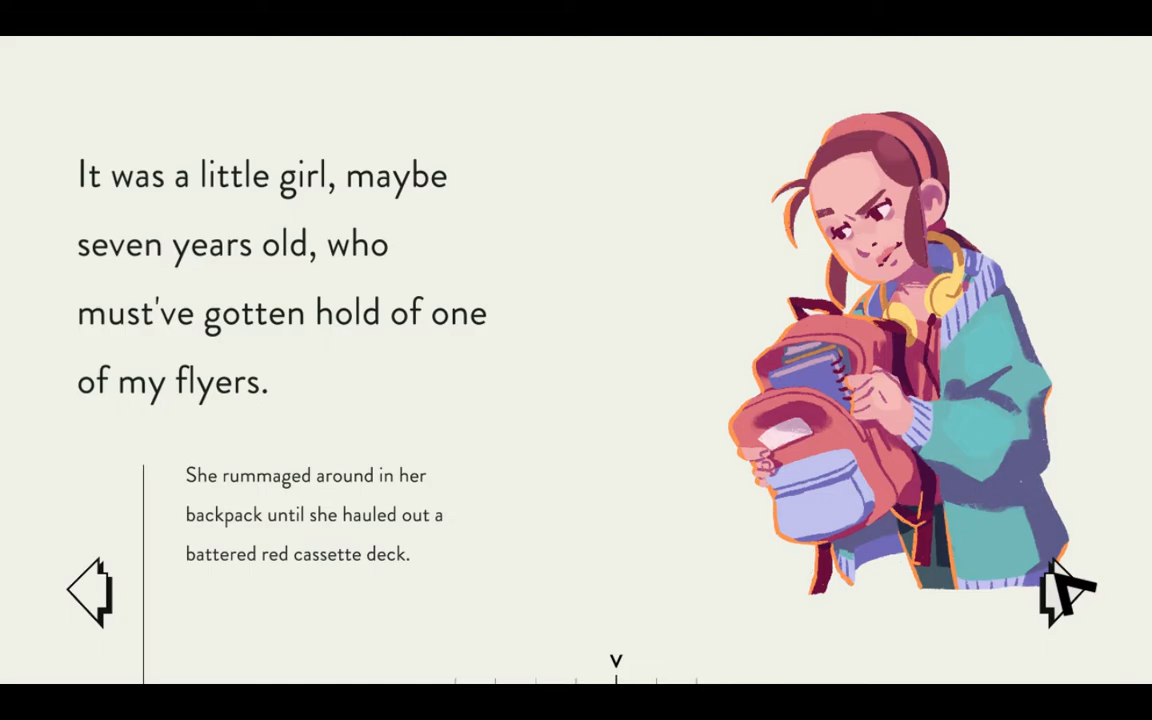 It was a little girl, maybe
seven years old, who
must've gotten hold of one
of my flyers.
She rummaged around in her
backpack until she hauled out a
battered red cassette deck.